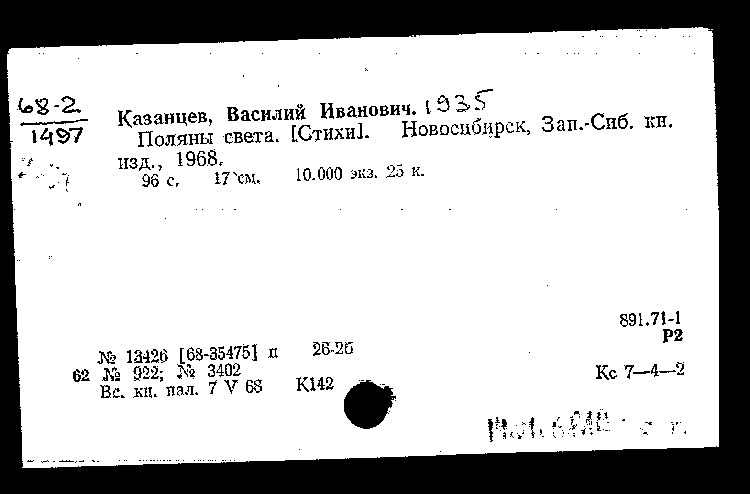 68-2
1497
Казанцев, Василий Иванович. 1935
Поляны света. [Стихи]. Новосибирск, Зап.-Сиб. кн.
изд., 1968.
96 с. 17 см. 10.000 экз. 25 к.
891.71-1
Р2
№ 13426 [68-35475] п 26-26
62 № 922; № 3402
Вс. кн. пал. 7 V 68 К142
Кс 7—4—2